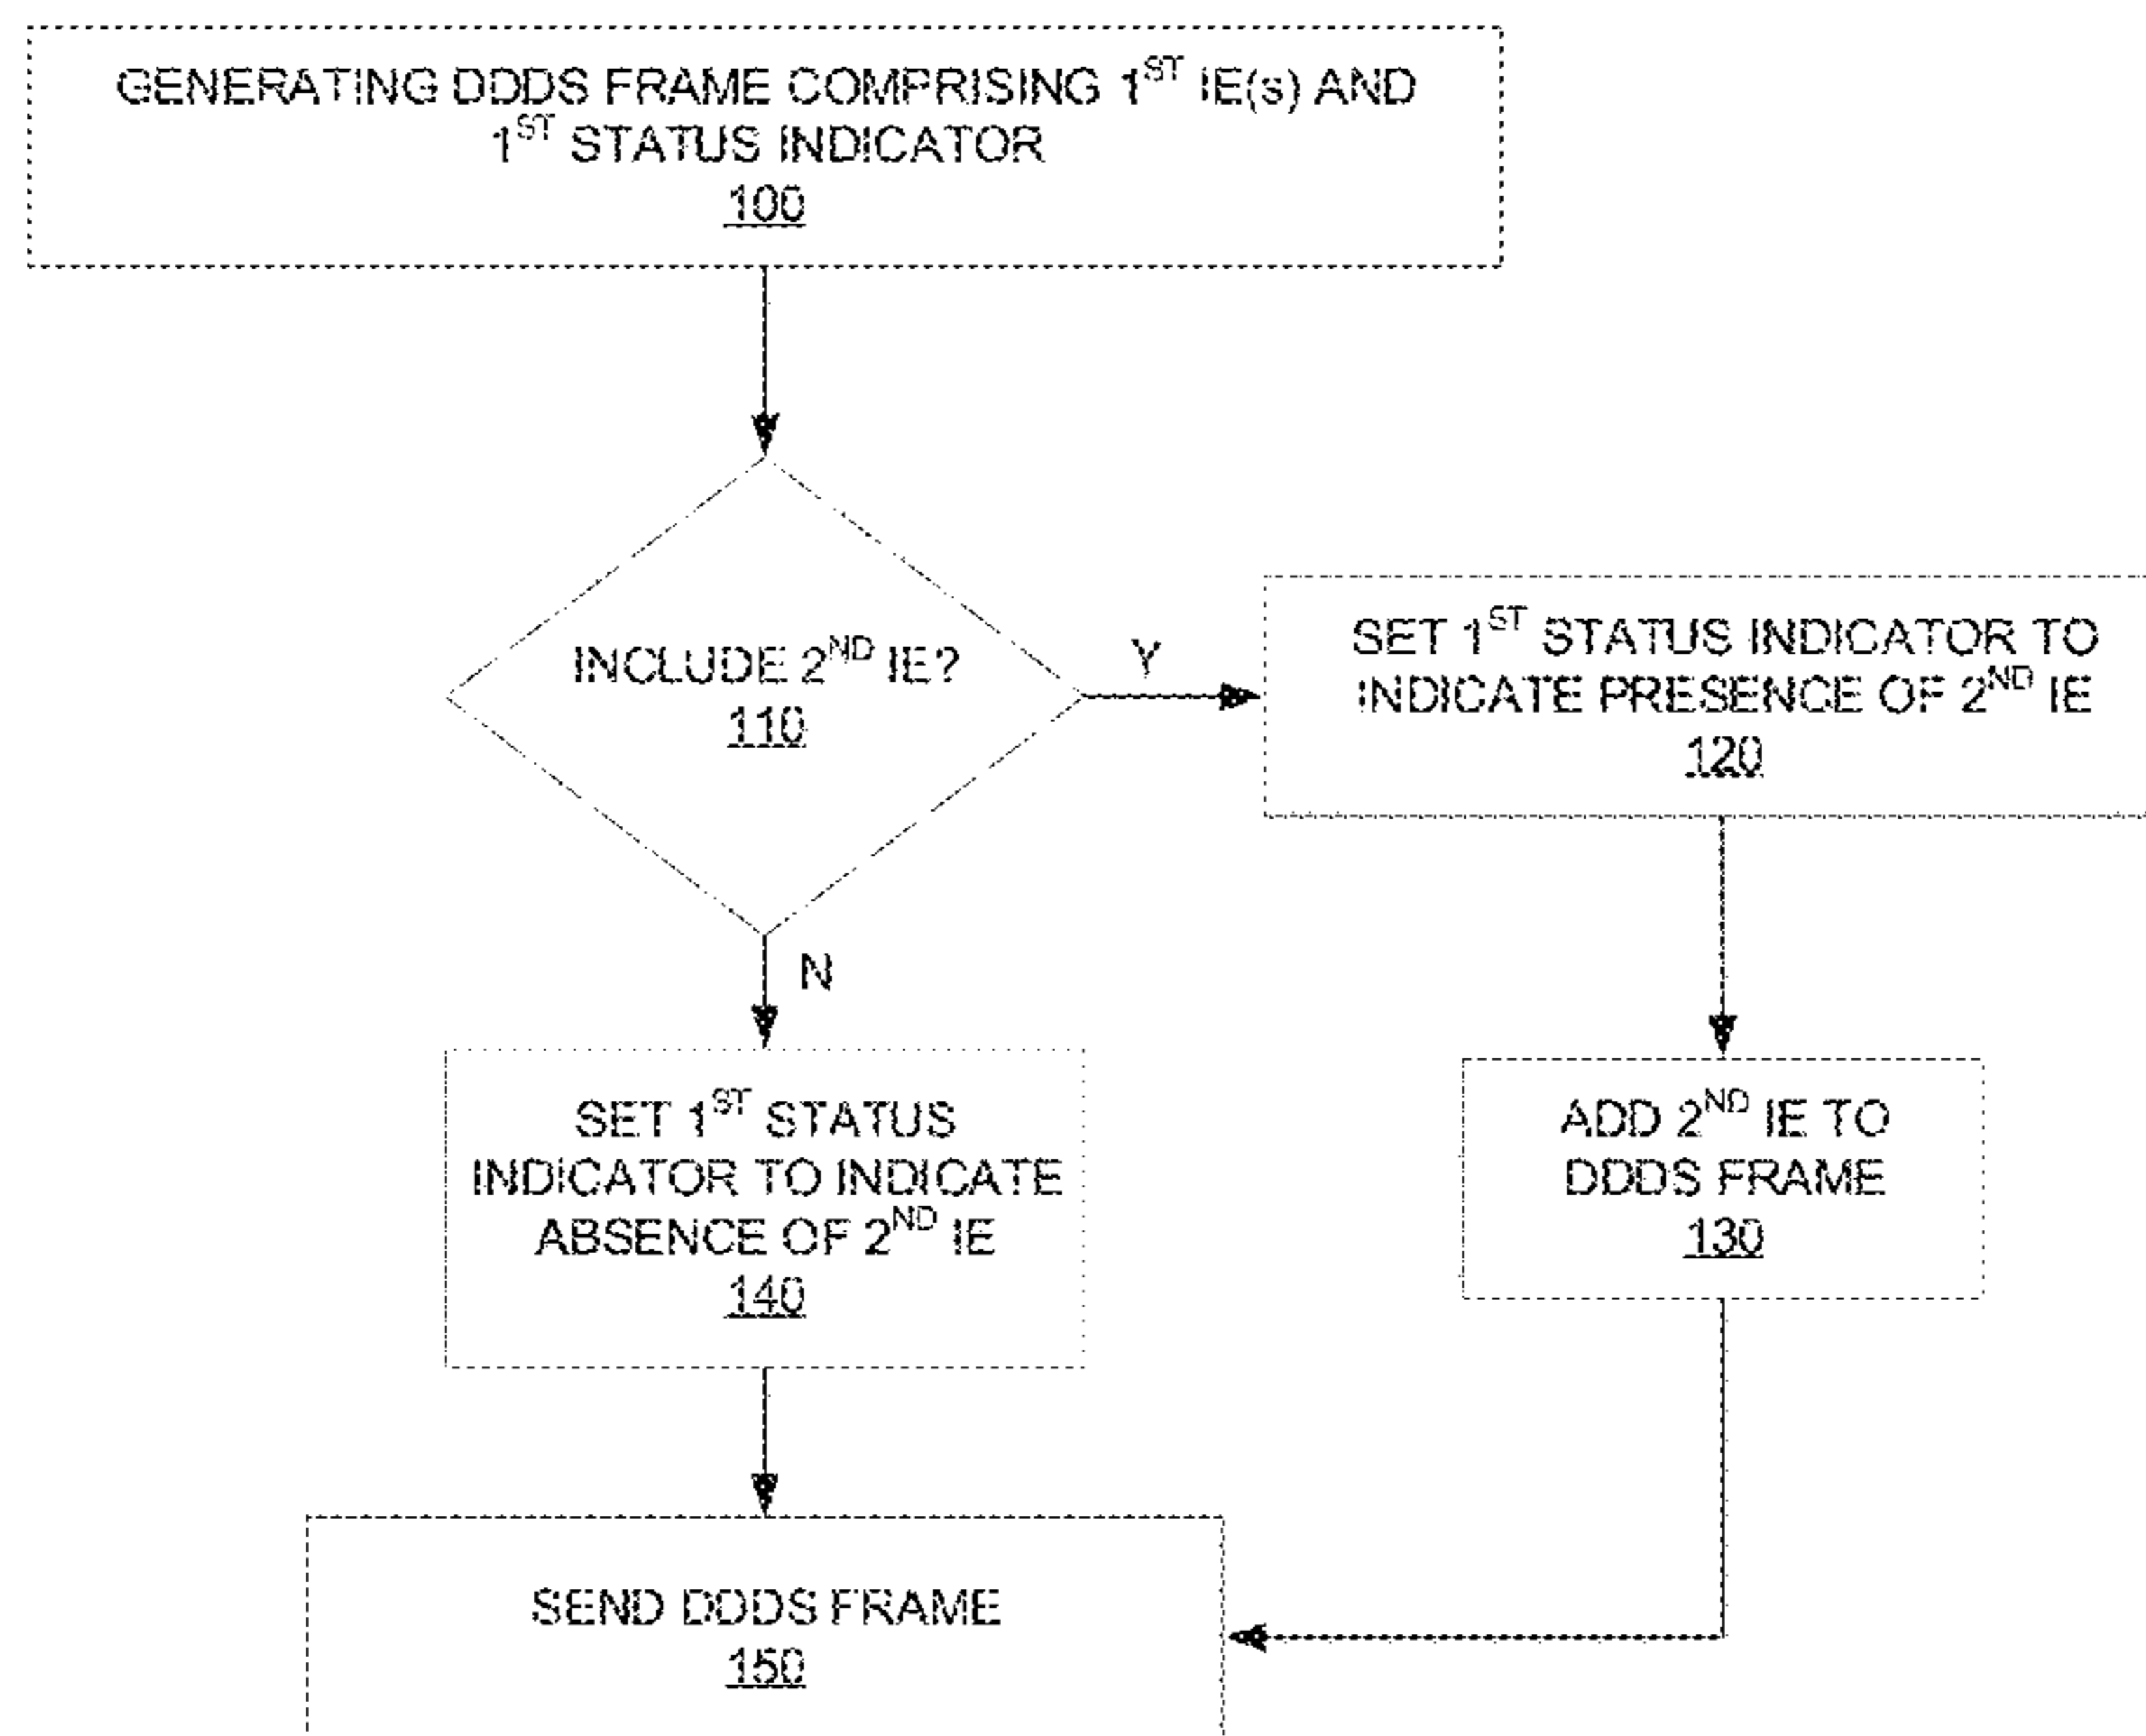 GENERATING DDDS FRAME COMPRISING 1ST IE(s) AND
1ST STATUS INDICATOR
100
INCLUDE 2ND IE?
110
Y
SET 1ST STATUS INDICATOR TO
INDICATE PRESENCE OF 2ND IE
120
N
SET 1ST STATUS
INDICATOR TO INDICATE
ABSENCE OF 2ND IE
140
ADD 2ND IE TO
DDDS FRAME
130
SEND DDDS FRAME
150